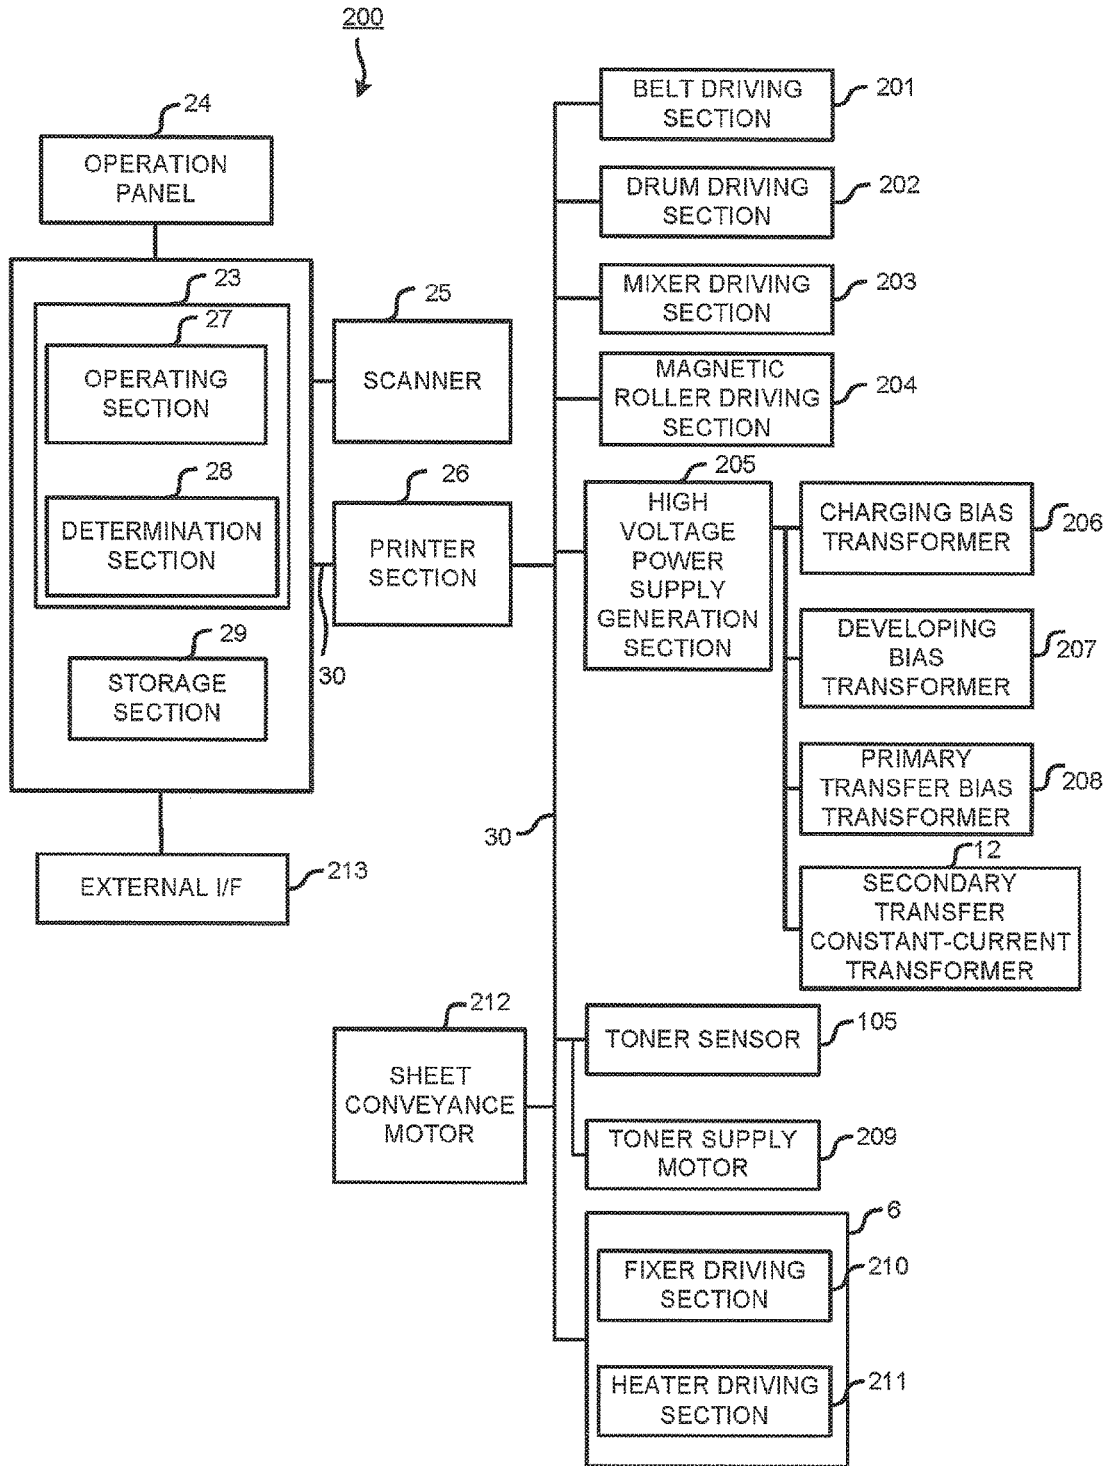 200
24
OPERATION
PANEL
23
27
OPERATING
SECTION
28
DETERMINATION
SECTION
29
STORAGE
SECTION
EXTERNAL I/F
213
25
SCANNER
26
PRINTER
SECTION
30
30
BELT DRIVING
SECTION
201
DRUM DRIVING
SECTION
202
MIXER DRIVING
SECTION
203
MAGNETIC
ROLLER DRIVING
SECTION
204
205
HIGH
VOLTAGE
POWER
SUPPLY
GENERATION
SECTION
CHARGING BIAS
TRANSFORMER
206
DEVELOPING
BIAS
TRANSFORMER
207
PRIMARY
TRANSFER BIAS
TRANSFORMER
208
12
SECONDARY
TRANSFER
CONSTANT-CURRENT
TRANSFORMER
212
SHEET
CONVEYANCE
MOTOR
TONER SENSOR
105
TONER SUPPLY
MOTOR
209
6
FIXER DRIVING
SECTION
210
HEATER DRIVING
SECTION
211